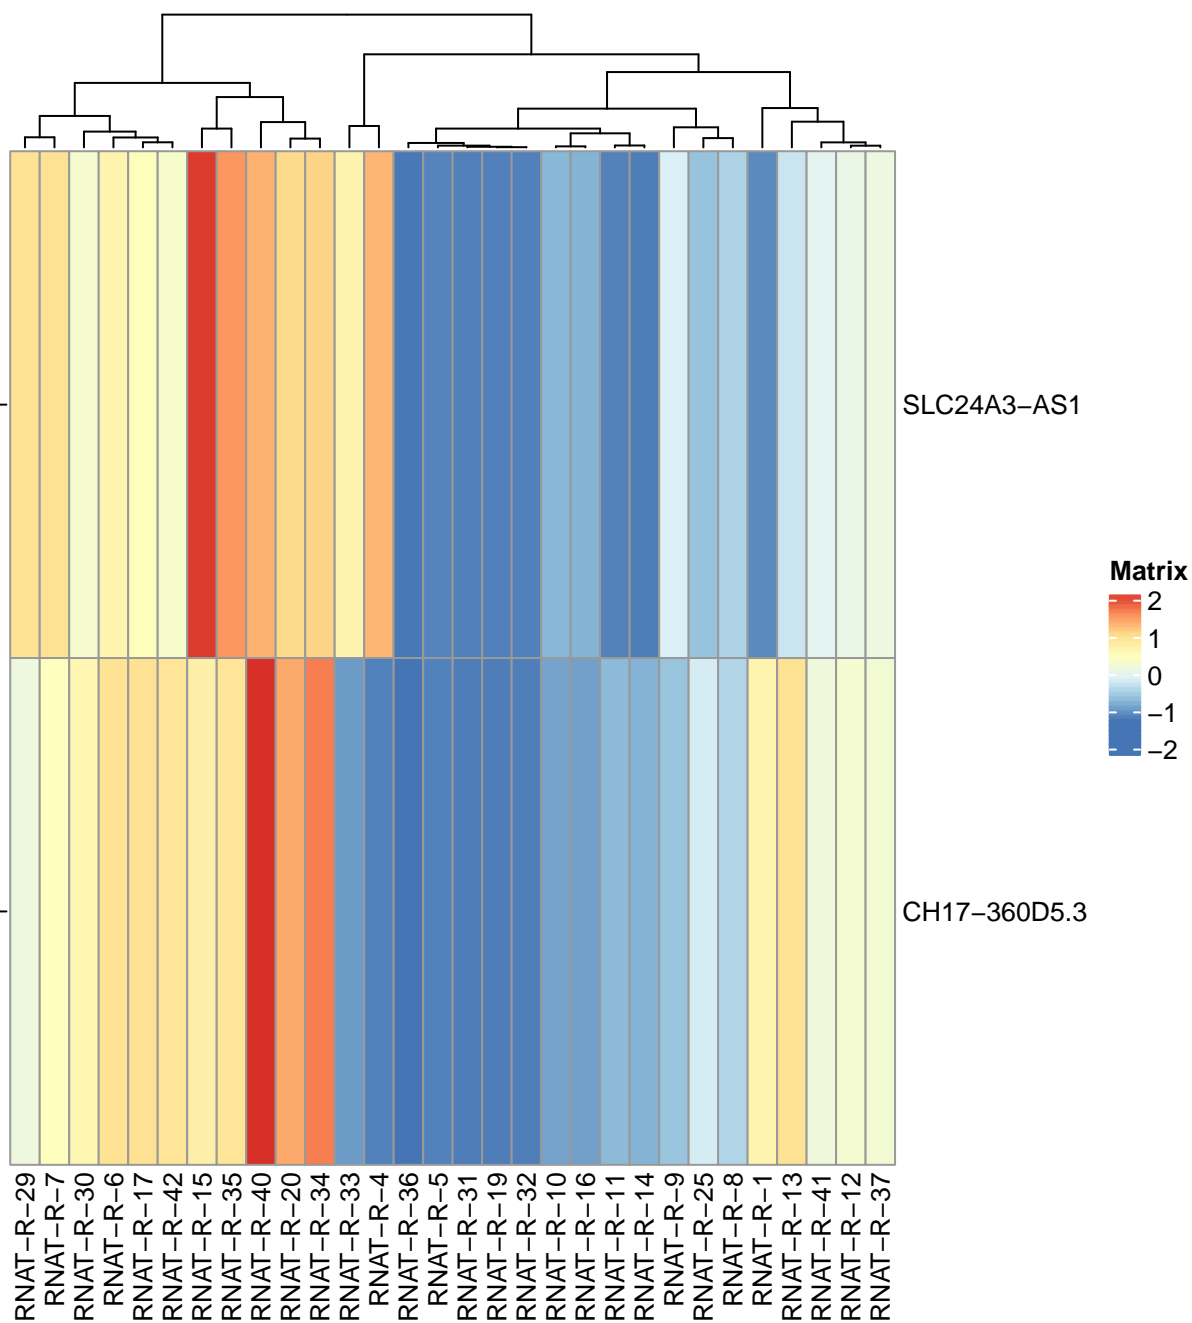 SLC24A3−AS1
CH17−360D5.3
Matrix
2
1
0
−1
−2
RNAT−R−29
RNAT−R−7
RNAT−R−30
RNAT−R−6
RNAT−R−17
RNAT−R−42
RNAT−R−15
RNAT−R−35
RNAT−R−40
RNAT−R−20
RNAT−R−34
RNAT−R−33
RNAT−R−4
RNAT−R−36
RNAT−R−5
RNAT−R−31
RNAT−R−19
RNAT−R−32
RNAT−R−10
RNAT−R−16
RNAT−R−11
RNAT−R−14
RNAT−R−9
RNAT−R−25
RNAT−R−8
RNAT−R−1
RNAT−R−13
RNAT−R−41
RNAT−R−12
RNAT−R−37